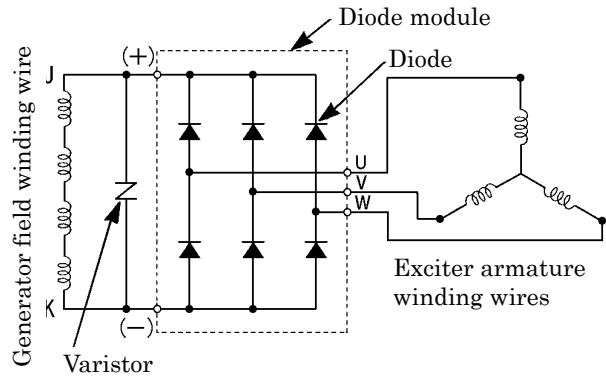 Diode module
(+)
J
Diode
Generator field winding wire
U
V
W
Exciter armature
winding wires
K
(−)
Varistor